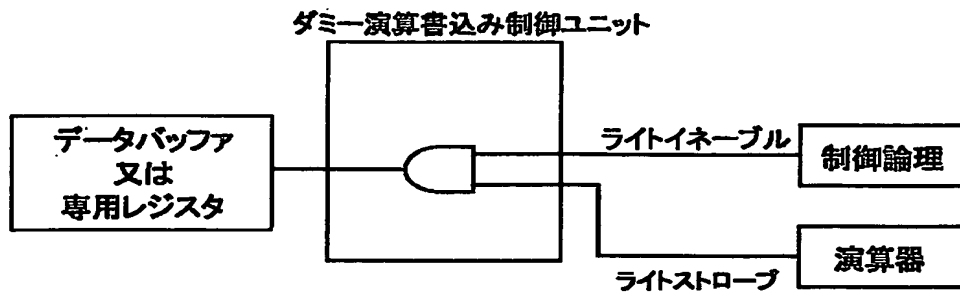 ダミー演算書込み制御ユニット
データバッファ
又は
専用レジスタ
ライトイネーブル
制御論理
演算器
ライトストローブ